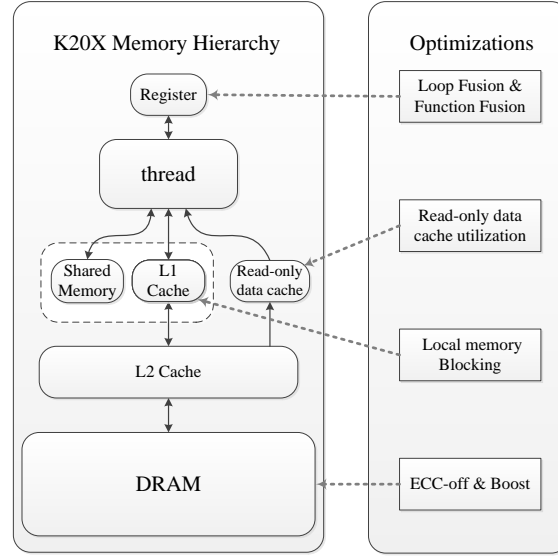 K20X Memory Hierarchy
Register
thread
Shared
Memory
L1
Cache
Read-only
data cache
L2 Cache
DRAM
Optimizations
Loop Fusion &
Function Fusion
Read-only data
cache utilization
Local memory
Blocking
ECC-off & Boost